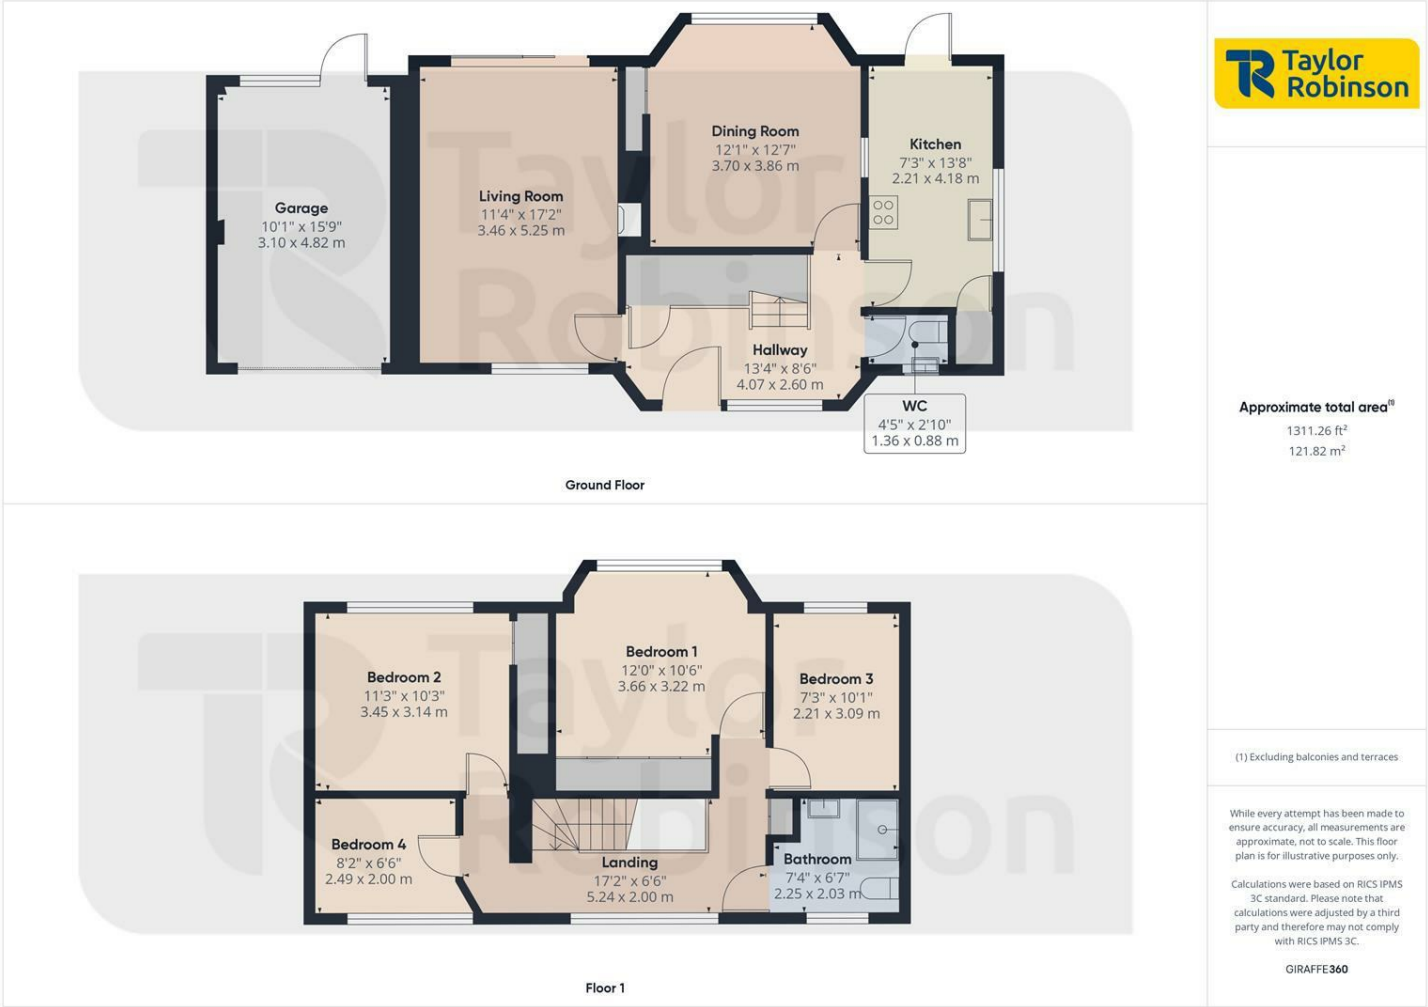 Garage
10'1" x 15'9"
3.10 x 4.82 m
Living Room
11'4" x 17'2"
3.46 x 5.25 m
Dining Room
12'1" x 12'7"
3.70 x 3.86 m
Kitchen
7'3" x 13'8"
2.21 x 4.18 m
Hallway
13'4" x 8'6"
4.07 x 2.60 m
WC
4'5" x 2'10"
1.36 x 0.88 m
Taylor
Robinson
Ground Floor
Bedroom 2
11'3" x 10'3"
3.45 x 3.14 m
Bedroom 1
12'0" x 10'6"
3.66 x 3.22 m
Bedroom 3
7'3" x 10'1"
2.21 x 3.09 m
Bedroom 4
8'2" x 6'6"
2.49 x 2.00 m
Landing
17'2" x 6'6"
5.24 x 2.00 m
Bathroom
7'4" x 6'7"
2.25 x 2.03 m
Taylor
Robinson
Floor 1
Taylor
Robinson
Approximate total area⁽¹⁾
1311.26 ft²
121.82 m²
(1) Excluding balconies and terraces
While every attempt has been made to
ensure accuracy, all measurements are
approximate, not to scale. This floor
plan is for illustrative purposes only.
Calculations were based on RICS IPMS
3C standard. Please note that
calculations were adjusted by a third
party and therefore may not comply
with RICS IPMS 3C.
GIRAFFE360